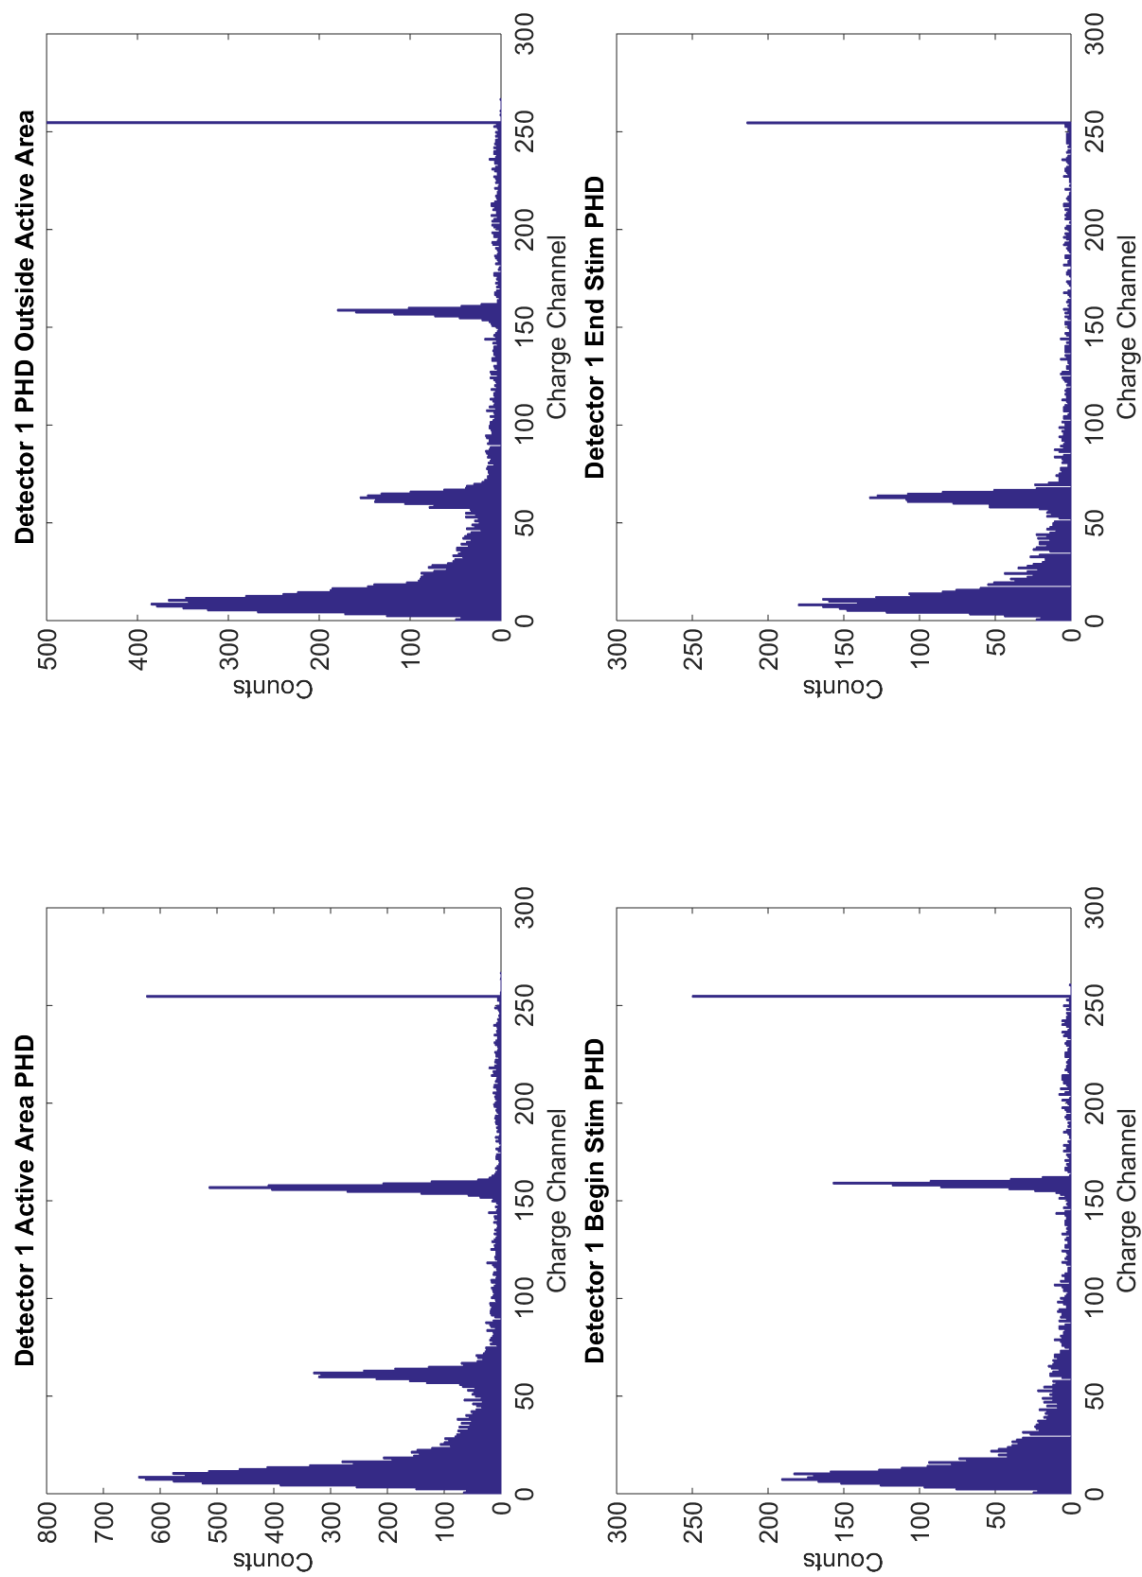 Detector 1 Active Area PHD
800
700
600
500
400
300
200
100
0
Counts
0 50 100 150 200 250 300
Charge Channel
Detector 1 PHD Outside Active Area
500
400
300
200
100
0
Counts
0 50 100 150 200 250 300
Charge Channel
Detector 1 Begin Stim PHD
300
250
200
150
100
50
0
Counts
0 50 100 150 200 250 300
Charge Channel
Detector 1 End Stim PHD
300
250
200
150
100
50
0
Counts
0 50 100 150 200 250 300
Charge Channel